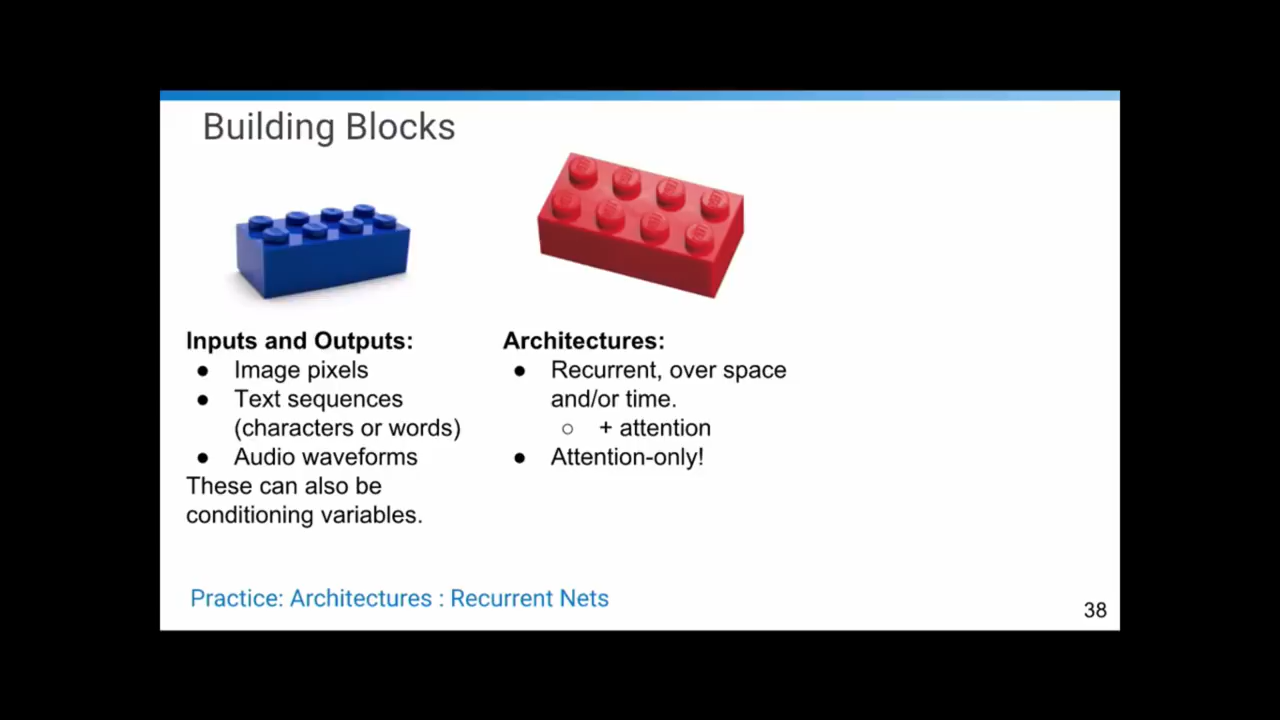 Building Blocks
Inputs and Outputs:
● Image pixels
● Text sequences
(characters or words)
● Audio waveforms
These can also be
conditioning variables.
Architectures:
● Recurrent, over space
and/or time.
○ + attention
● Attention-only!
Practice: Architectures : Recurrent Nets
38